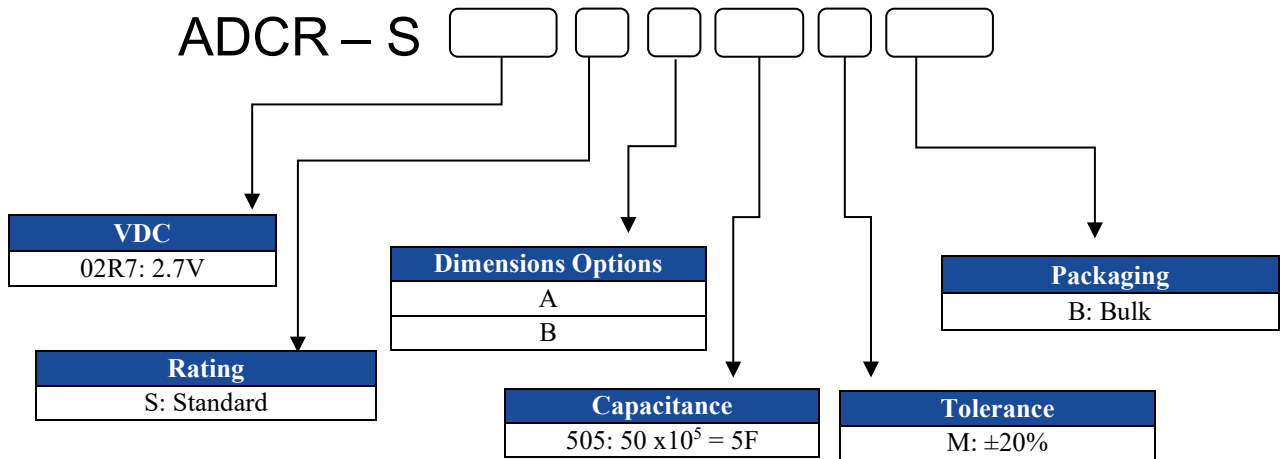 ADCR – S
VDC
02R7: 2.7V
Rating
S: Standard
Dimensions Options
A
B
Capacitance
505: 50 x10⁵ = 5F
Tolerance
M: ±20%
Packaging
B: Bulk